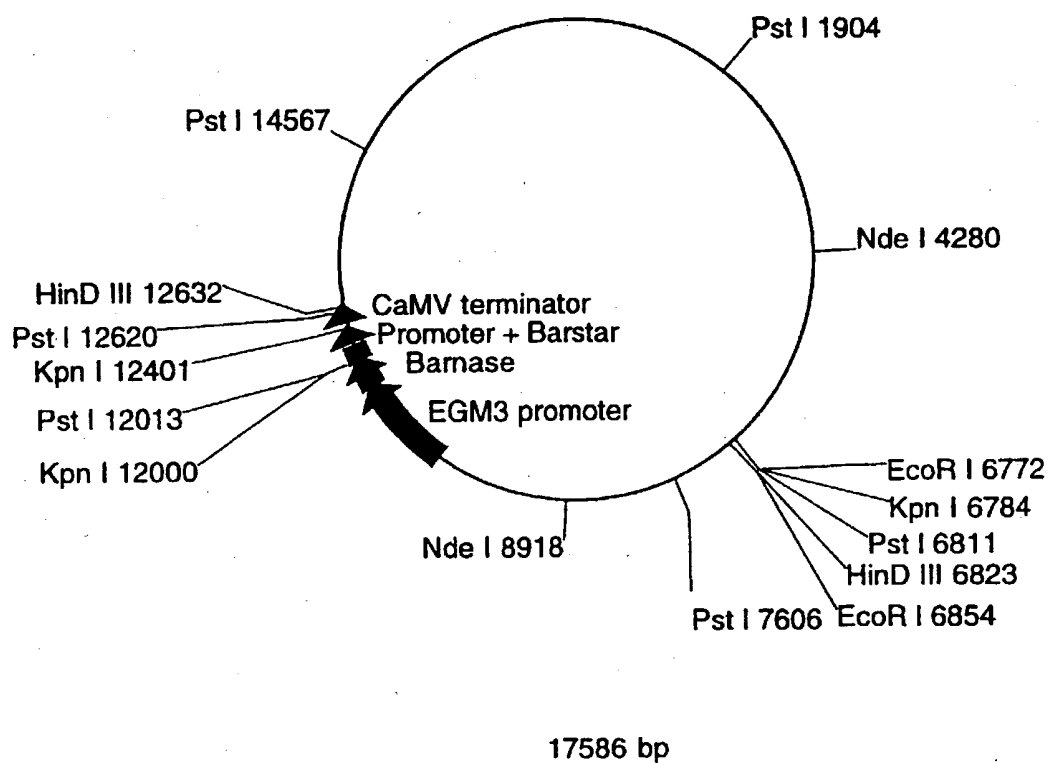 Pst I 1904
Pst I 14567
Nde I 4280
HinD III 12632
CaMV terminator
Pst I 12620
Promoter + Barstar
Kpn I 12401
Barnase
Pst I 12013
EGM3 promoter
Kpn I 12000
EcoR I 6772
Kpn I 6784
Nde I 8918
Pst I 6811
HinD III 6823
Pst I 7606
EcoR I 6854
17586 bp